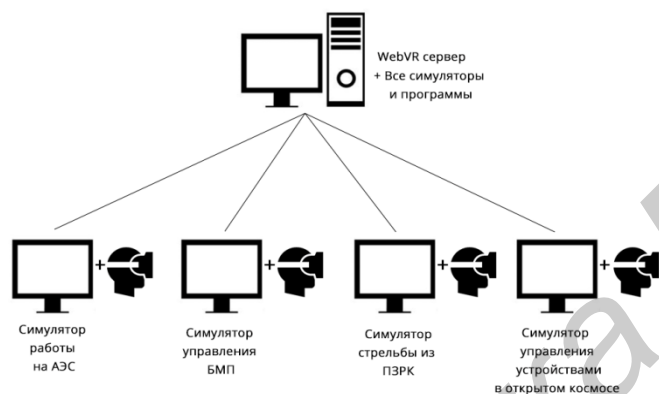 WebVR сервер
+ Все симуляторы
и программы
+
+
+
+
Симулятор
работы
на АЭС
Симулятор
управления
БМП
Симулятор
стрельбы из
ПЗРК
Симулятор
управления
устройствами
в открытом космосе